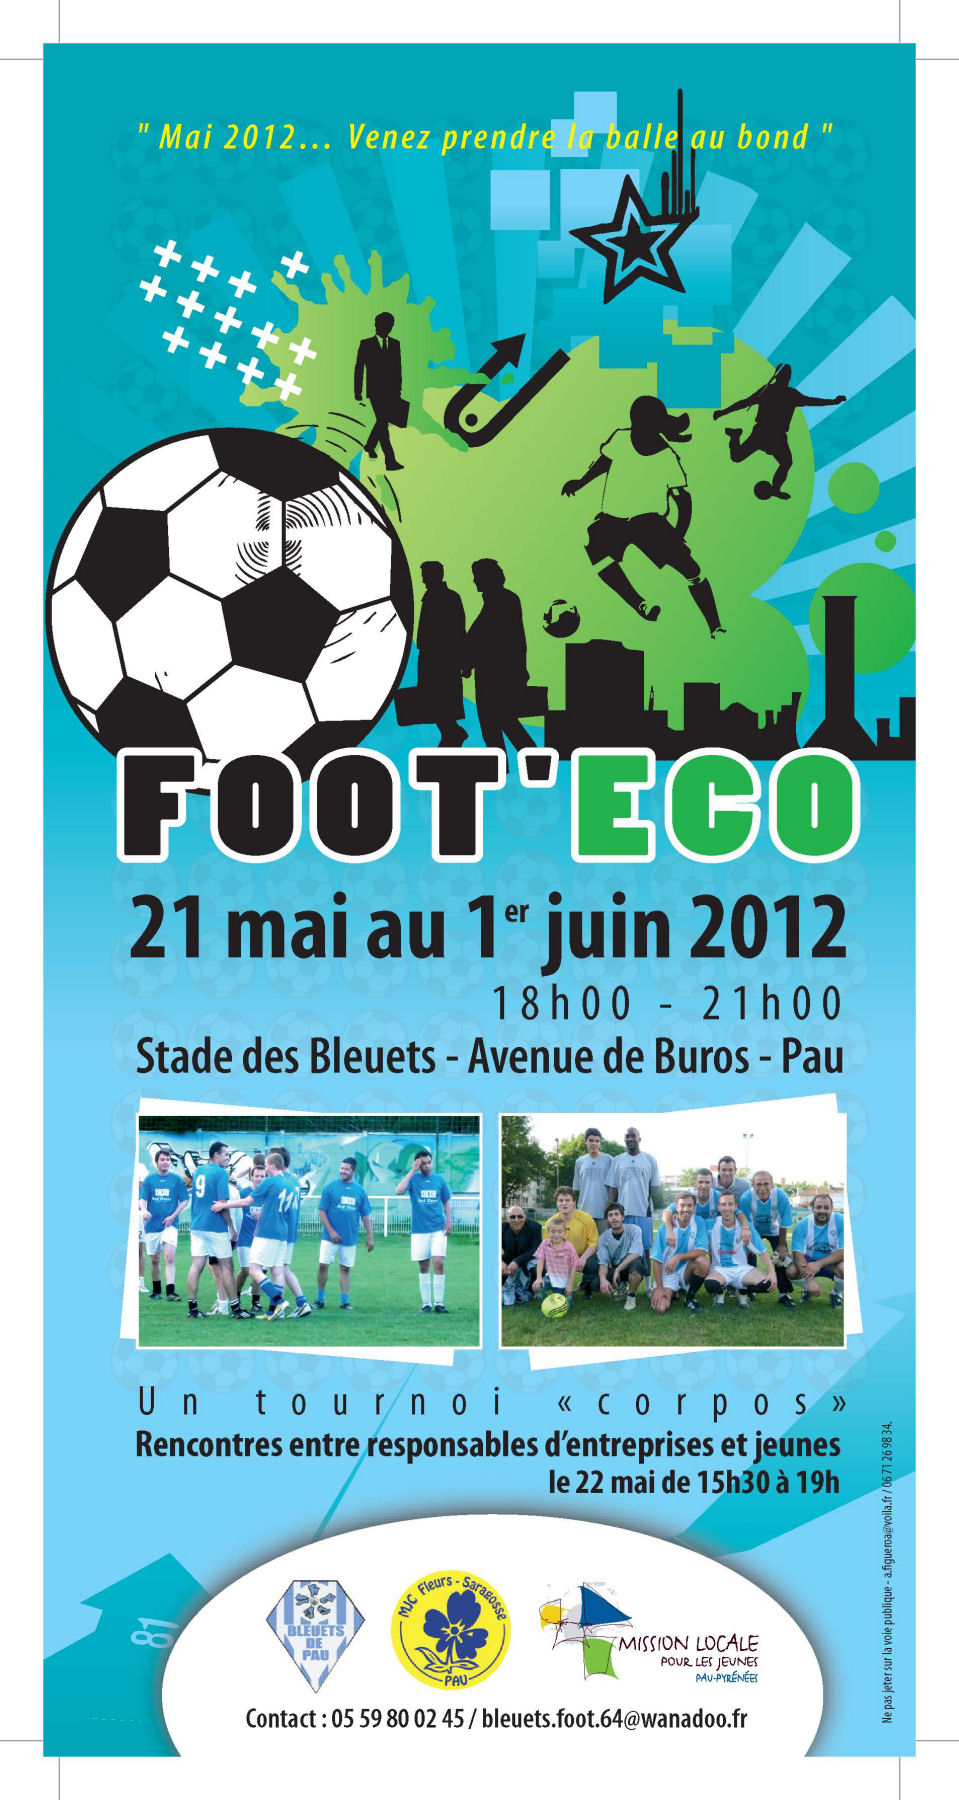 " Mai 2012... Venez prendre la balle au bond "
FOOT'ECO
21 mai au 1er juin 2012
18h00 - 21h00
Stade des Bleuets - Avenue de Buros - Pau
9
11
Un tournoi « corpos »
Rencontres entre responsables d'entreprises et jeunes
le 22 mai de 15h30 à 19h
81
BLEUETS
DE
PAU
MJC Fleurs - Saragosse
PAU
MISSION LOCALE
POUR LES JEUNES
PAU-PYRÉNÉES
Contact : 05 59 80 02 45 / bleuets.foot.64@wanadoo.fr
Ne pas jeter sur la voie publique - a.figueroa@voila.fr / 06 71 26 98 34.